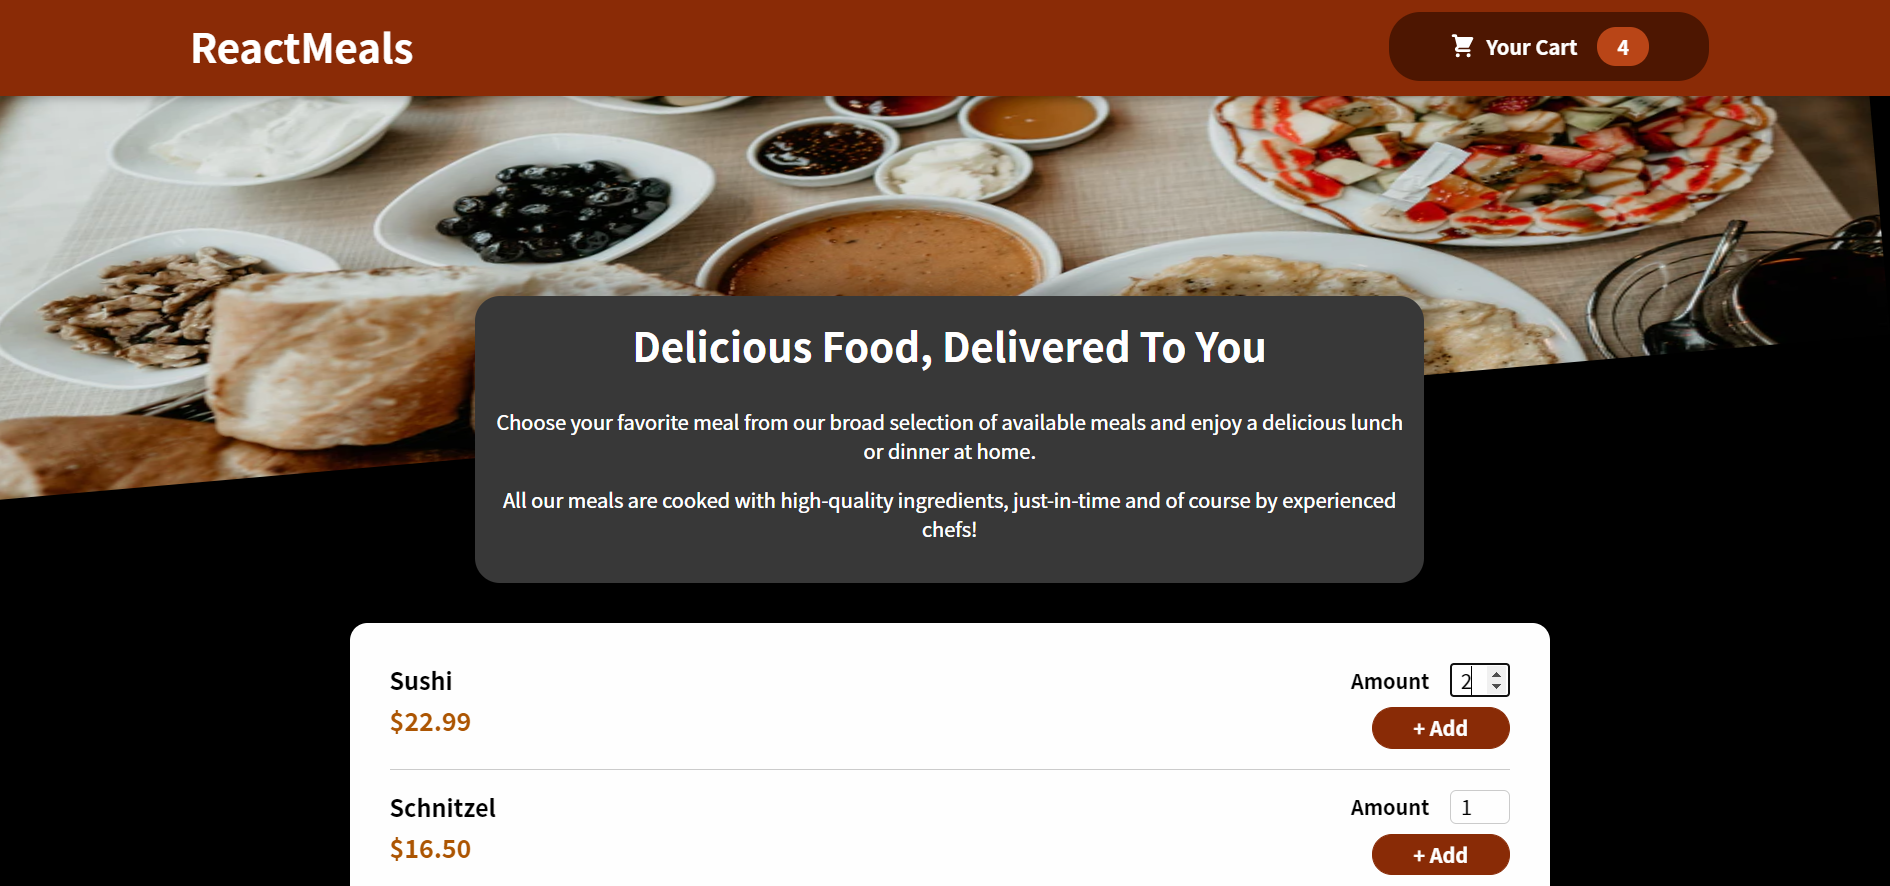 ReactMeals
Your Cart 4
Delicious Food, Delivered To You
Choose your favorite meal from our broad selection of available meals and enjoy a delicious lunch
or dinner at home.
All our meals are cooked with high-quality ingredients, just-in-time and of course by experienced
chefs!
Sushi
Amount 2
$22.99
+ Add
Schnitzel
Amount 1
$16.50
+ Add